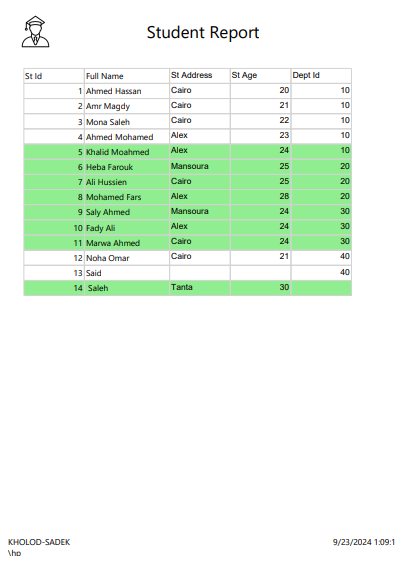 Student Report
St Id Full Name St Address St Age Dept Id
1 Ahmed Hassan Cairo 20 10
2 Amr Magdy Cairo 21 10
3 Mona Saleh Cairo 22 10
4 Ahmed Mohamed Alex 23 10
5 Khalid Moahmed Alex 24 10
6 Heba Farouk Mansoura 25 20
7 Ali Hussien Cairo 25 20
8 Mohamed Fars Alex 28 20
9 Saly Ahmed Mansoura 24 30
10 Fady Ali Alex 24 30
11 Marwa Ahmed Cairo 24 30
12 Noha Omar Cairo 21 40
13 Said 40
14 Saleh Tanta 30
KHOLOD-SADEK 9/23/2024 1:09:1
\hp